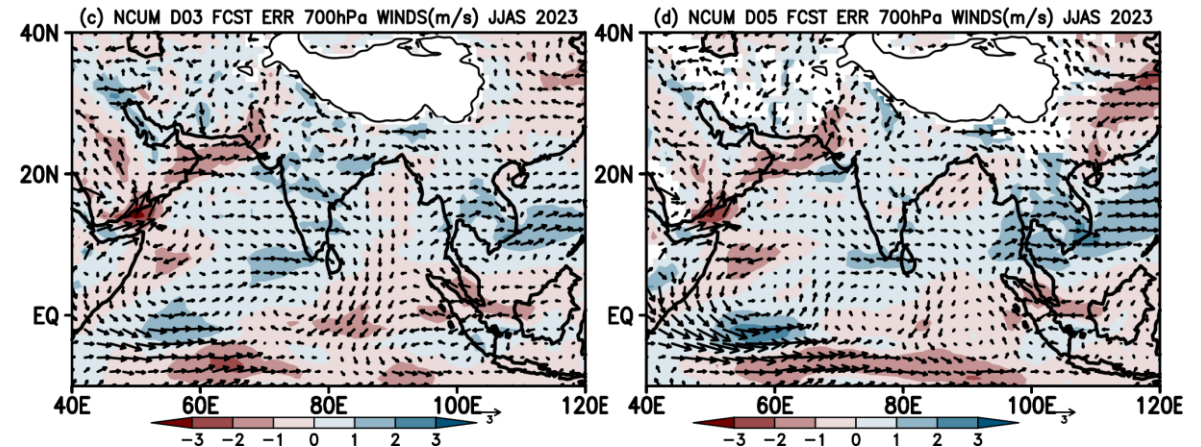 (c) NCUM D03 FCST ERR 700hPa WINDS(m/s) JJAS 2023
40N
20N
EQ
40E 60E 80E 100E 120E
3
−3 −2 −1 0 1 2 3
(d) NCUM D05 FCST ERR 700hPa WINDS(m/s) JJAS 2023
40N
20N
EQ
40E 60E 80E 100E 120E
3
−3 −2 −1 0 1 2 3